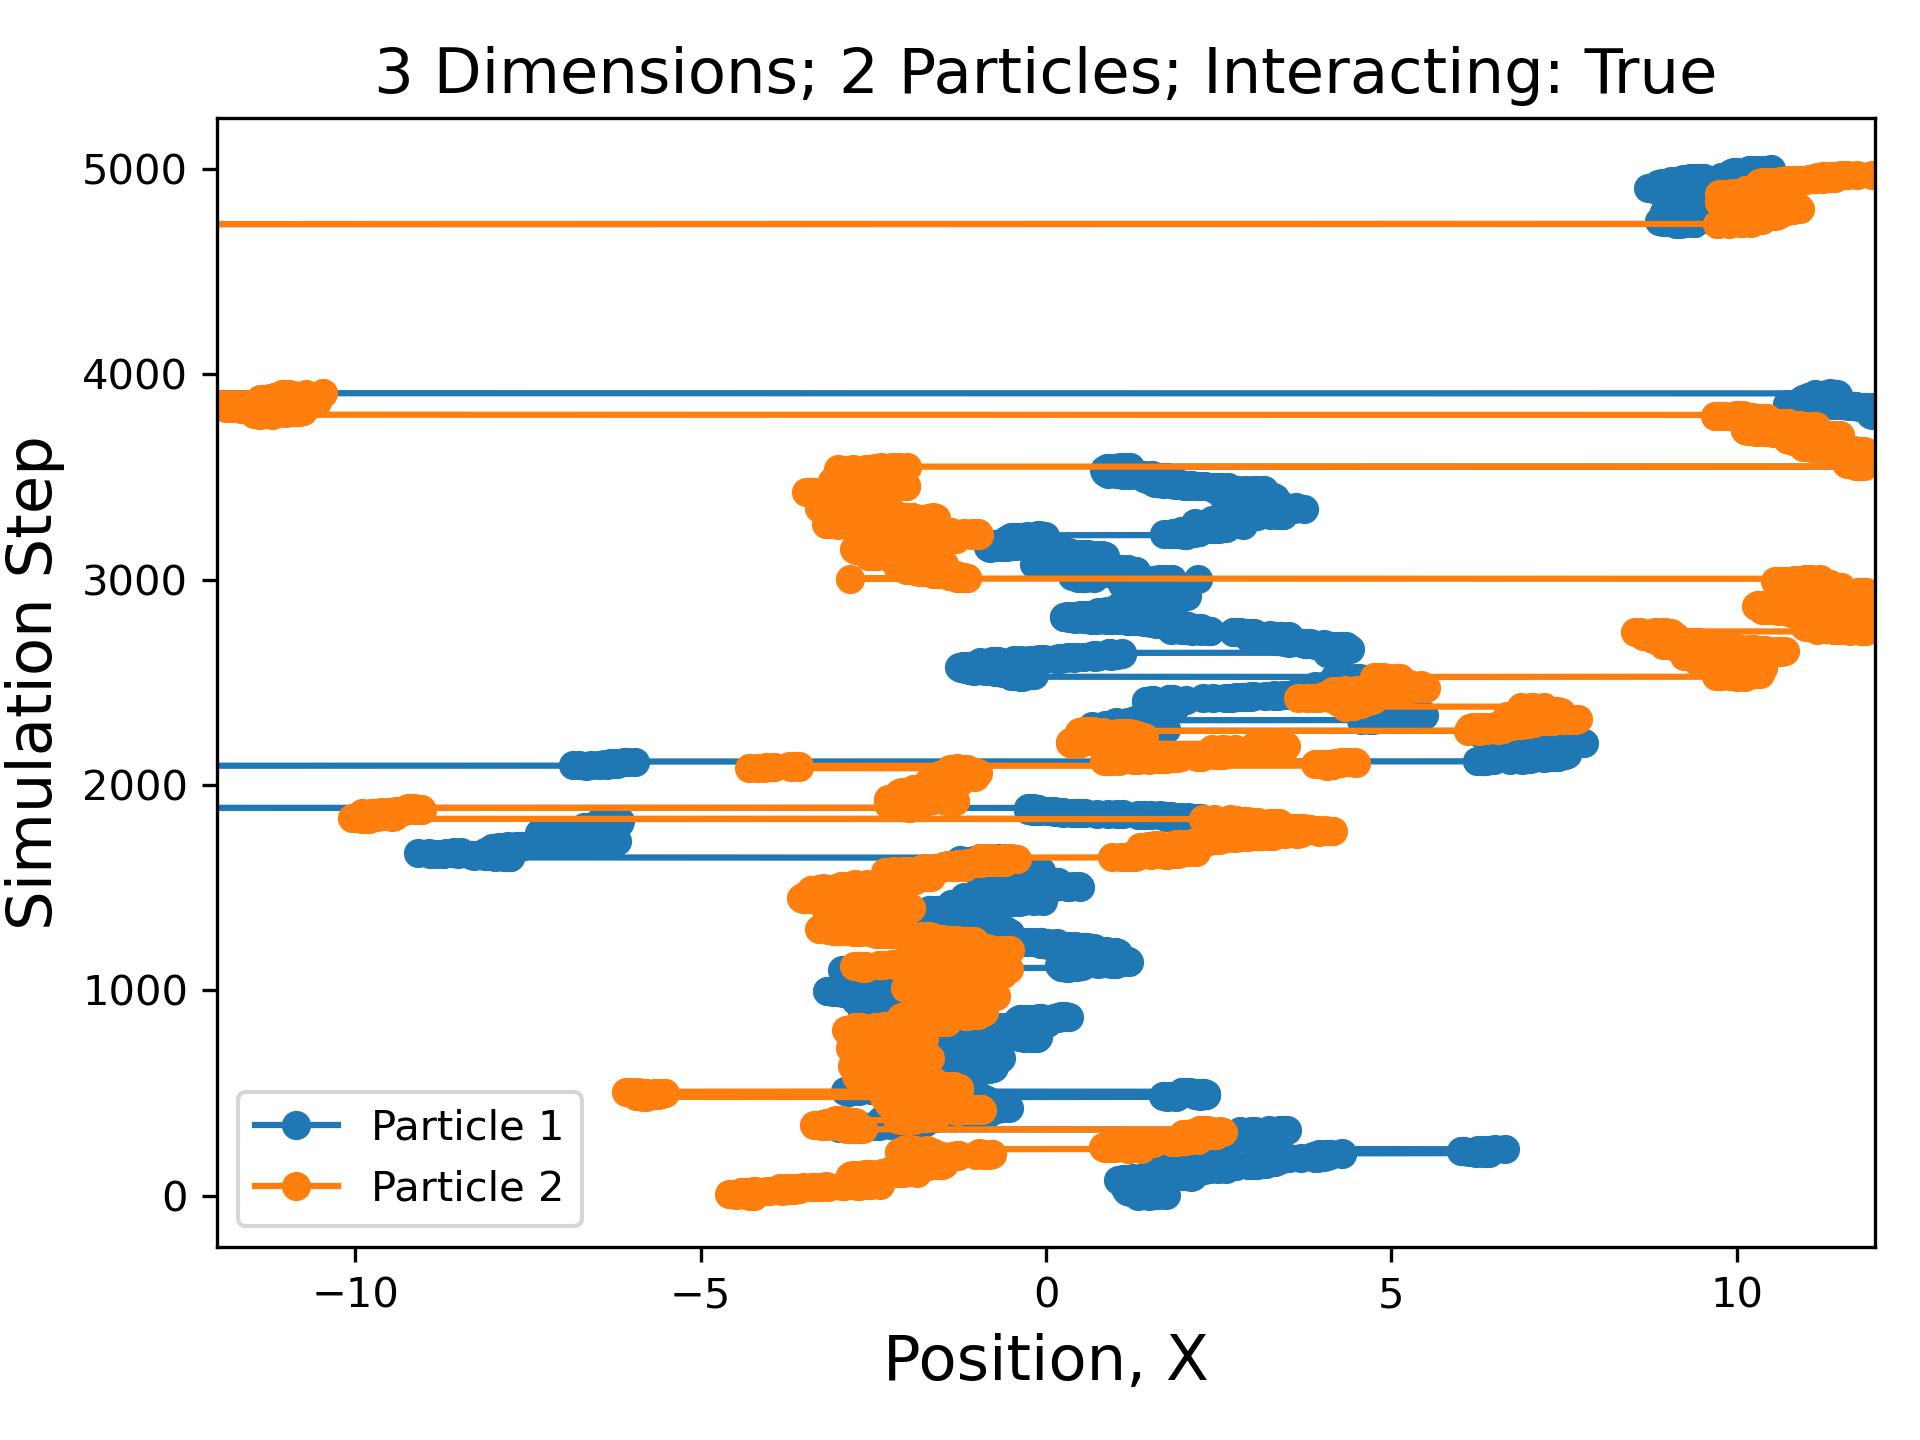 3 Dimensions; 2 Particles; Interacting: True
Simulation Step
5000
4000
3000
2000
1000
0
Particle 1
Particle 2
−10
−5
0
5
10
Position, X